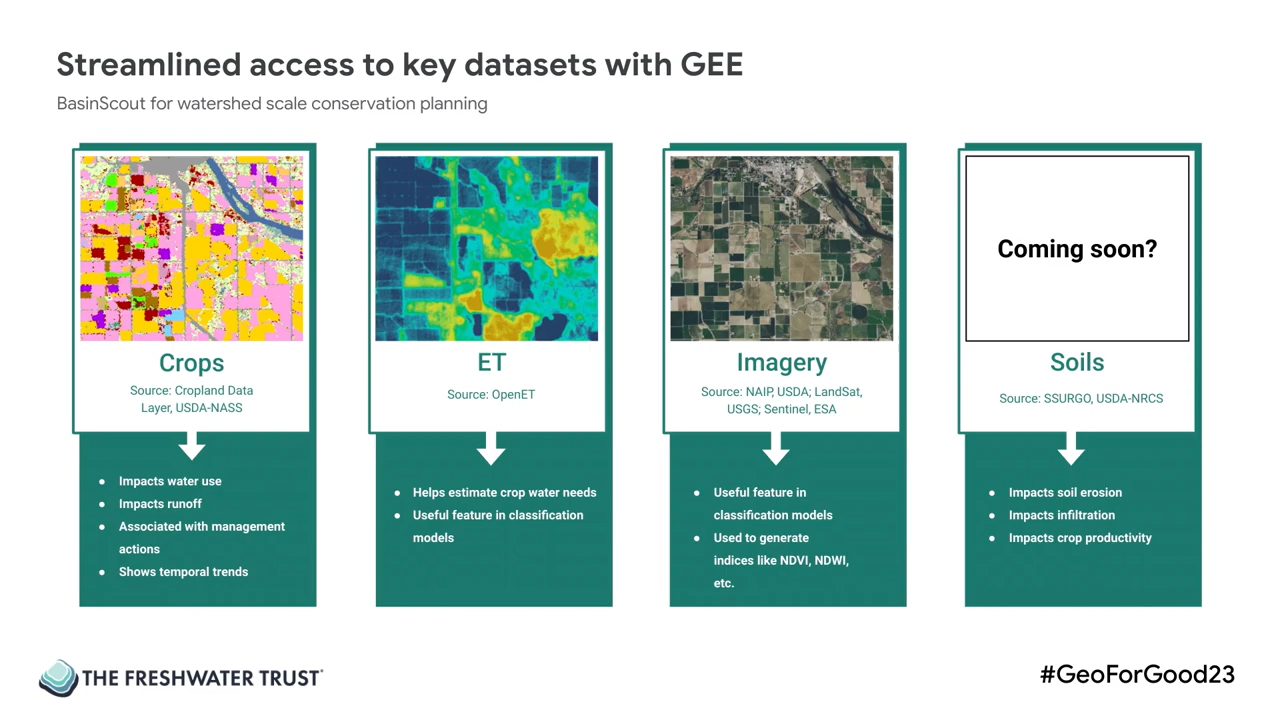 Streamlined access to key datasets with GEE
BasinScout for watershed scale conservation planning
Crops
Source: Cropland Data
Layer, USDA-NASS
● Impacts water use
● Impacts runoff
● Associated with management
actions
● Shows temporal trends
ET
Source: OpenET
● Helps estimate crop water needs
● Useful feature in classification
models
Imagery
Source: NAIP, USDA; LandSat,
USGS; Sentinel, ESA
● Useful feature in
classification models
● Used to generate
indices like NDVI, NDWI,
etc.
Coming soon?
Soils
Source: SSURGO, USDA-NRCS
● Impacts soil erosion
● Impacts infiltration
● Impacts crop productivity
THE FRESHWATER TRUST®
#GeoForGood23